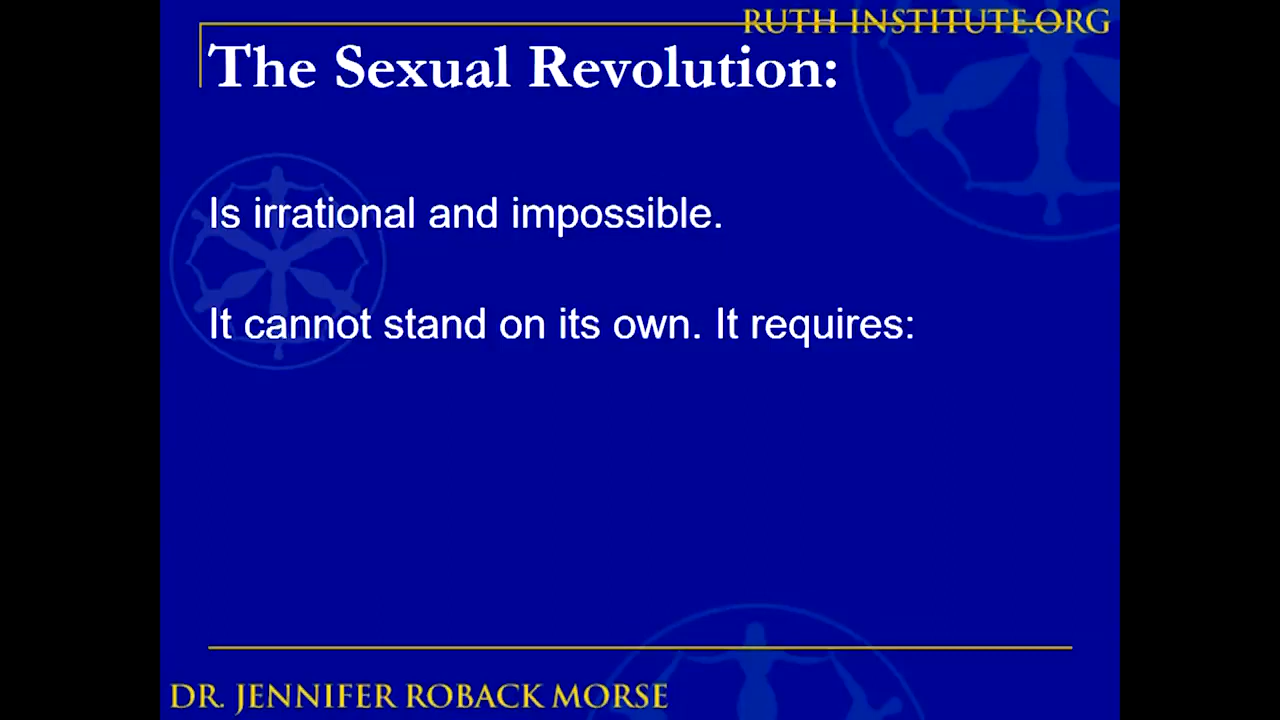 RUTH INSTITUTE.ORG
The Sexual Revolution:
Is irrational and impossible.
It cannot stand on its own. It requires:
DR. JENNIFER ROBACK MORSE